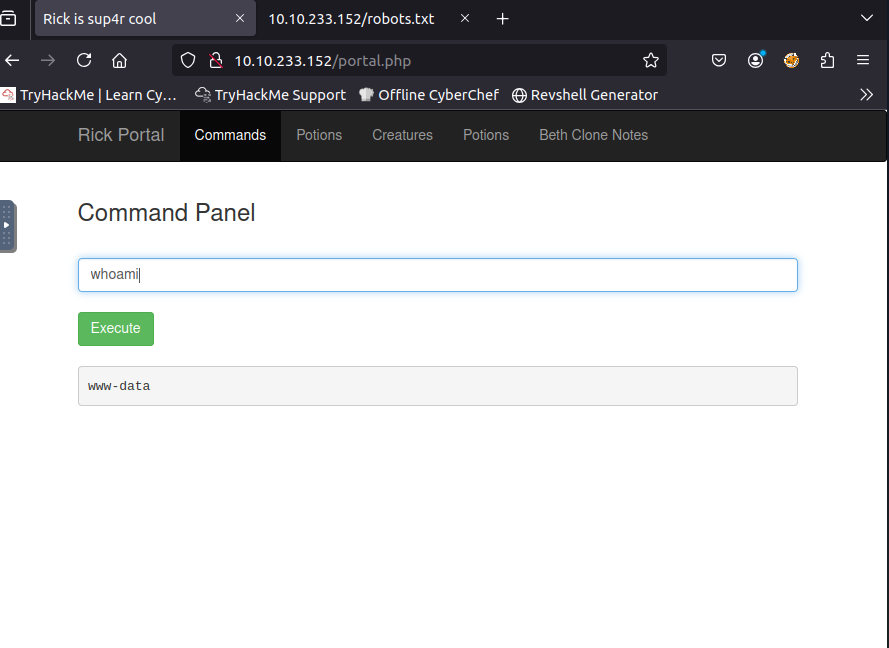 Rick is sup4r cool
10.10.233.152/robots.txt
10.10.233.152/portal.php
TryHackMe | Learn Cy… TryHackMe Support Offline CyberChef Revshell Generator
Rick Portal Commands Potions Creatures Potions Beth Clone Notes
Command Panel
whoami
Execute
www-data